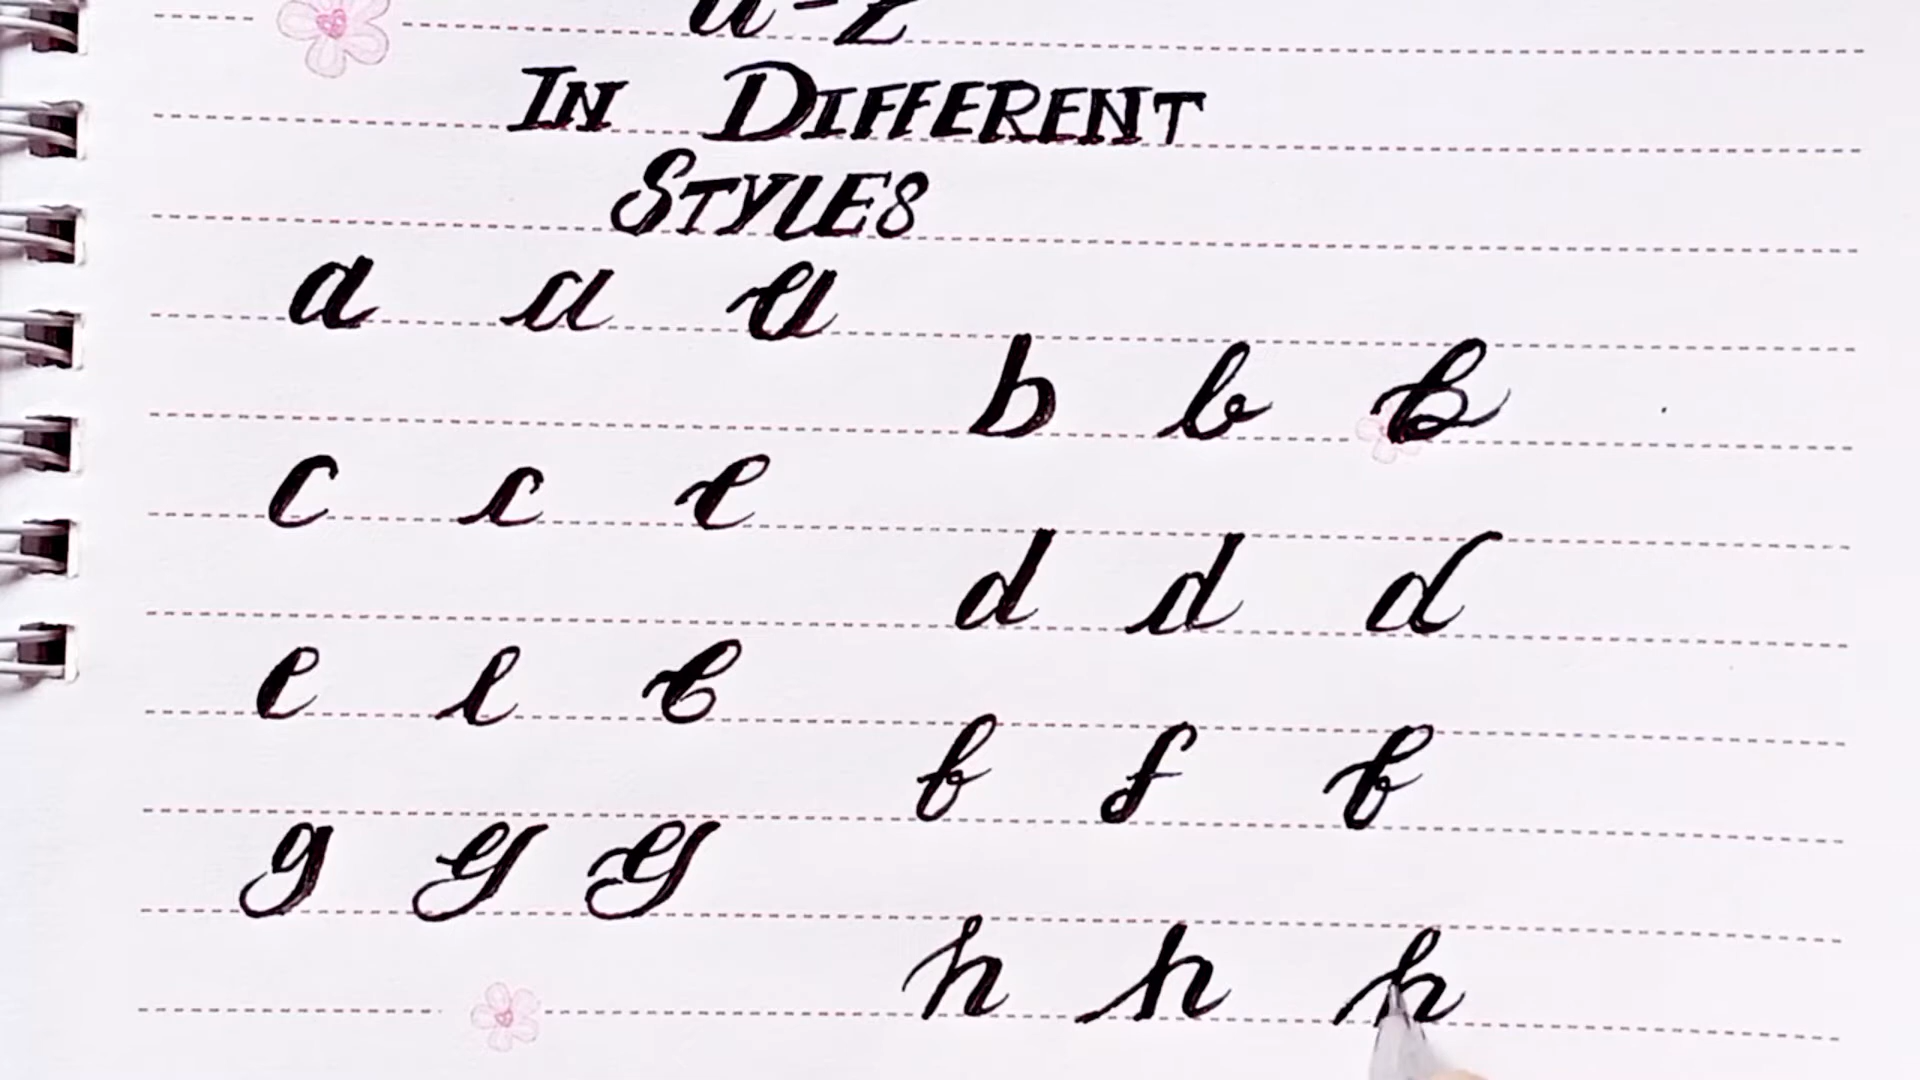 a-z
IN DIFFERENT
STYLES
a a a
b b b
c c c
d d d
e e e
f f f
g g g
h h h